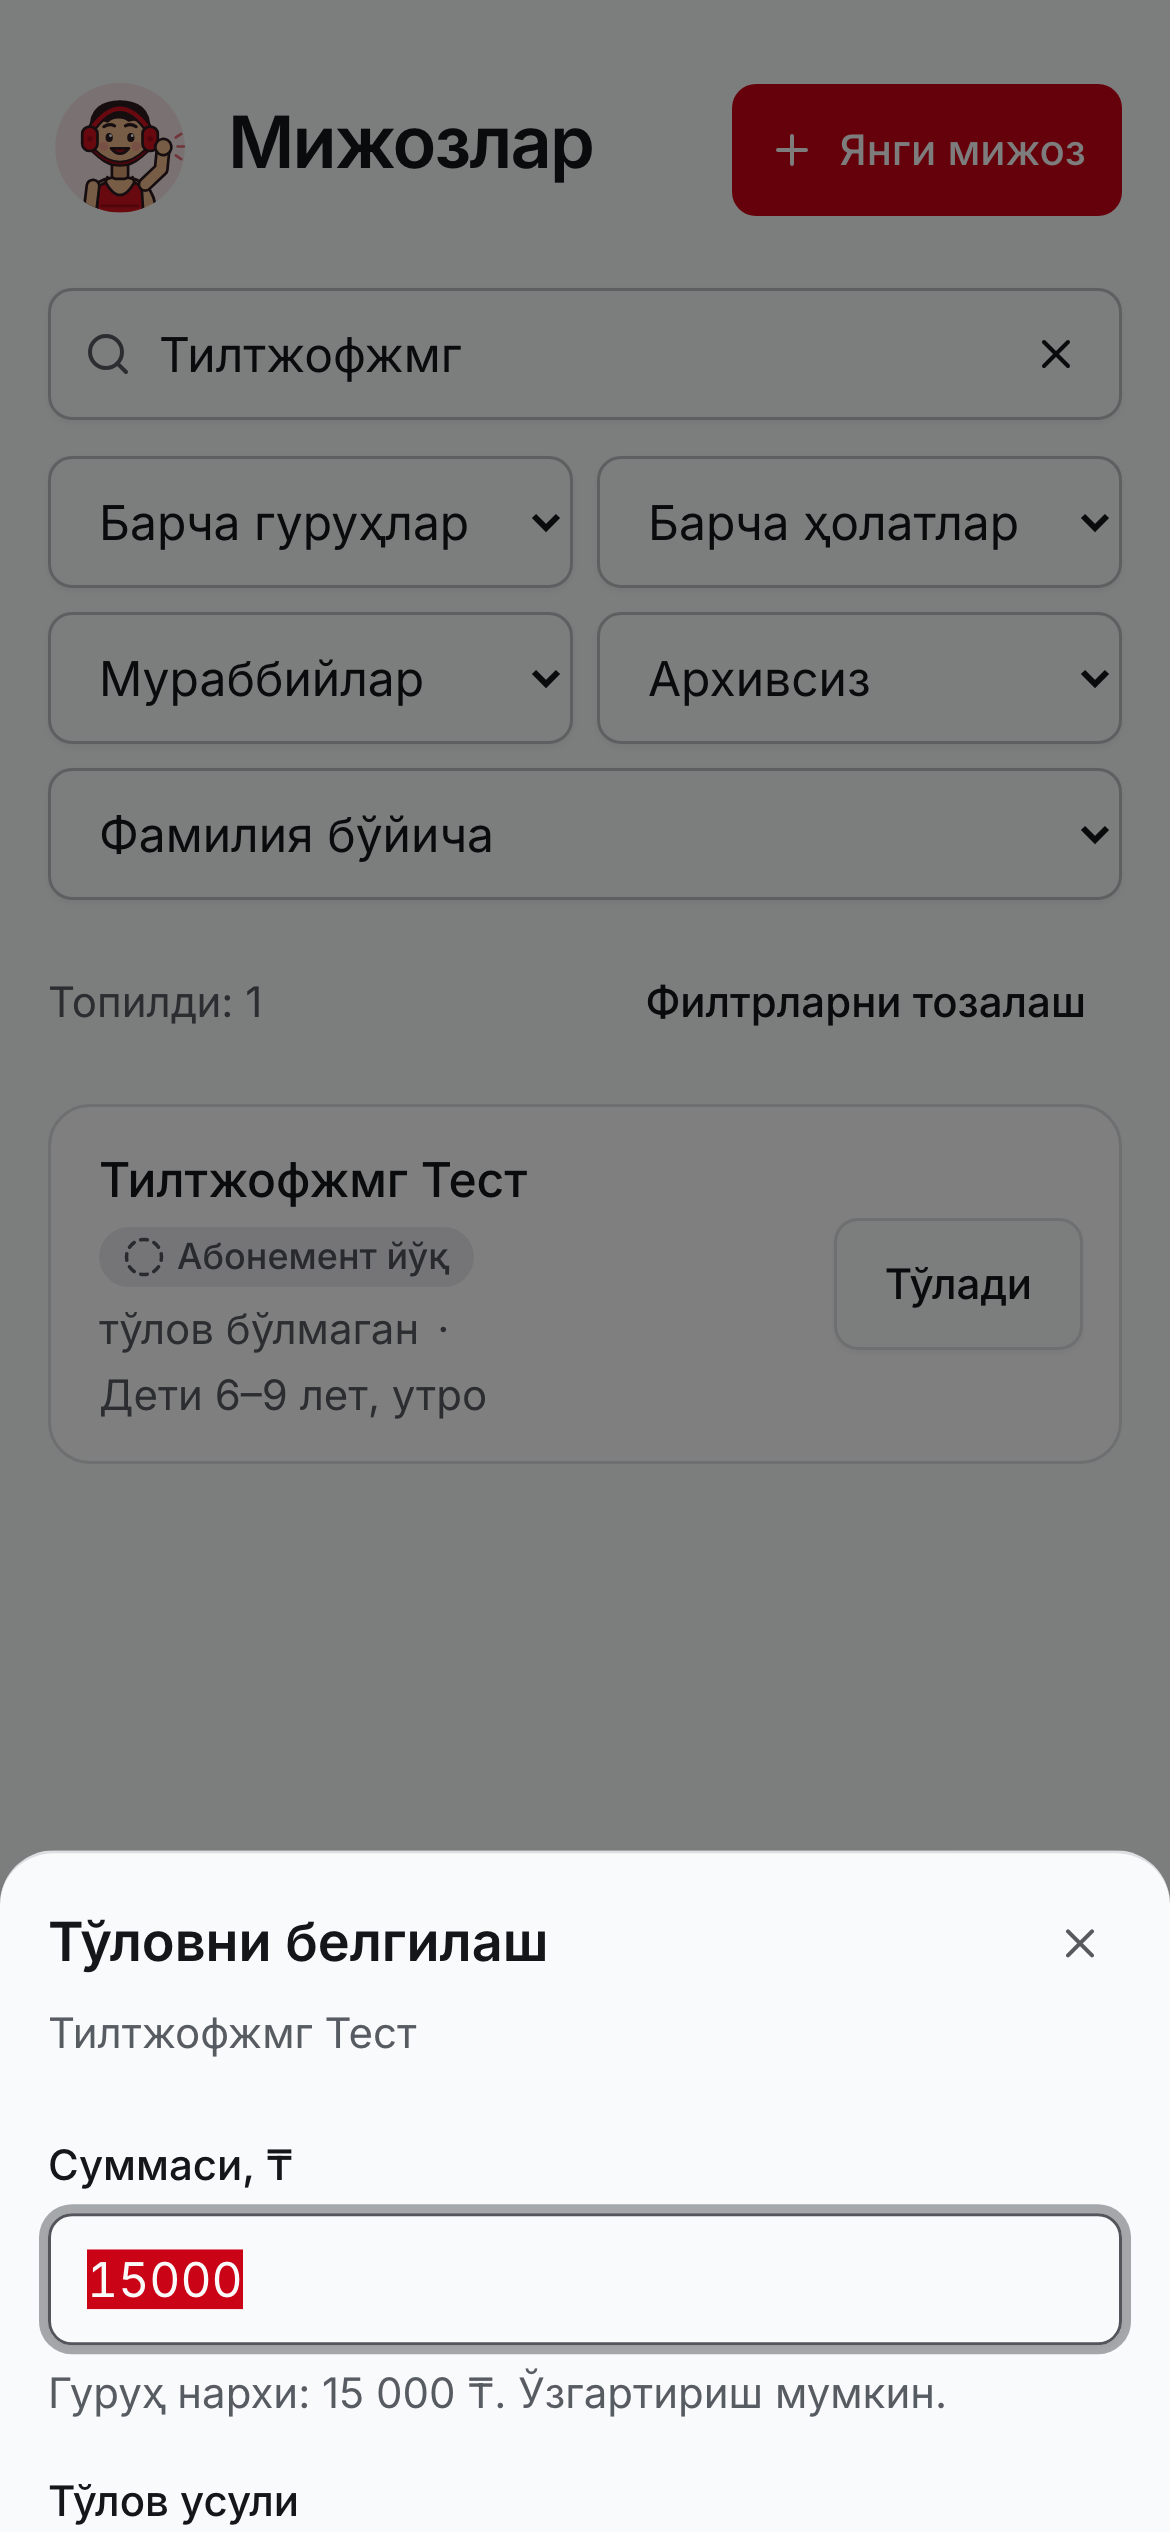 Мижозлар
+ Янги мижоз
Тилтжофжмг
Барча гуруҳлар
Барча ҳолатлар
Мураббийлар
Архивсиз
Фамилия бўйича
Топилди: 1
Филтрларни тозалаш
Тилтжофжмг Тест
Абонемент йўқ
тўлов бўлмаган ·
Дети 6–9 лет, утро
Тўлади
Тўловни белгилаш
Тилтжофжмг Тест
Суммаси, ₸
15000
Гуруҳ нархи: 15 000 ₸. Ўзгартириш мумкин.
Тўлов усули